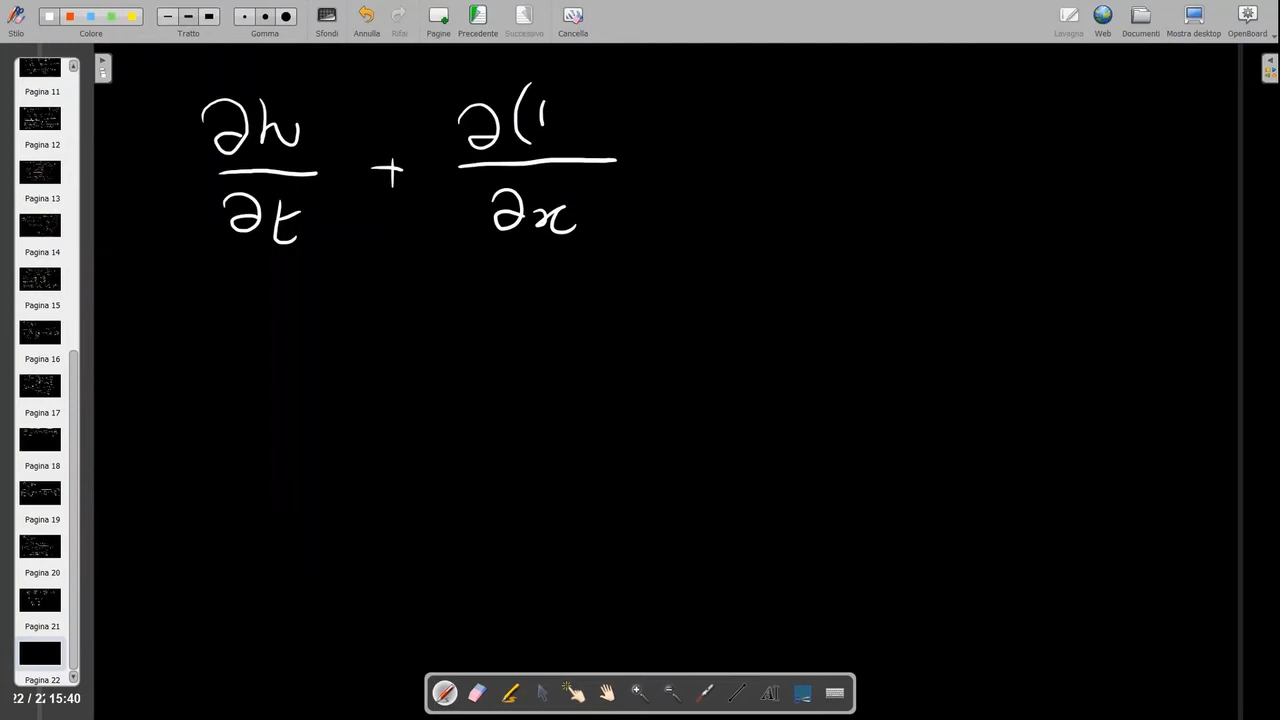 Stilo Colore Tratto Gomma Sfondi Annulla Rifai Pagine Precedente Successivo Cancella Lavagna Web Documenti Mostra desktop OpenBoard
Pagina 11
Pagina 12
Pagina 13
Pagina 14
Pagina 15
Pagina 16
Pagina 17
Pagina 18
Pagina 19
Pagina 20
Pagina 21
Pagina 22
15:40
∂h + ∂(
∂t ∂x